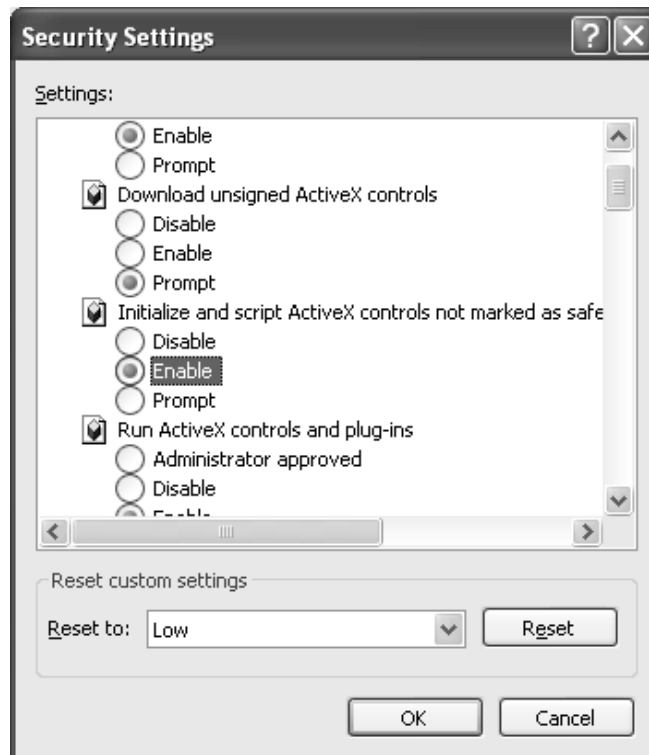 Security Settings
Settings:
Enable
Prompt
Download unsigned ActiveX controls
Disable
Enable
Prompt
Initialize and script ActiveX controls not marked as safe
Disable
Enable
Prompt
Run ActiveX controls and plug-ins
Administrator approved
Disable
Enable
Reset custom settings
Reset to: Low Reset
OK Cancel